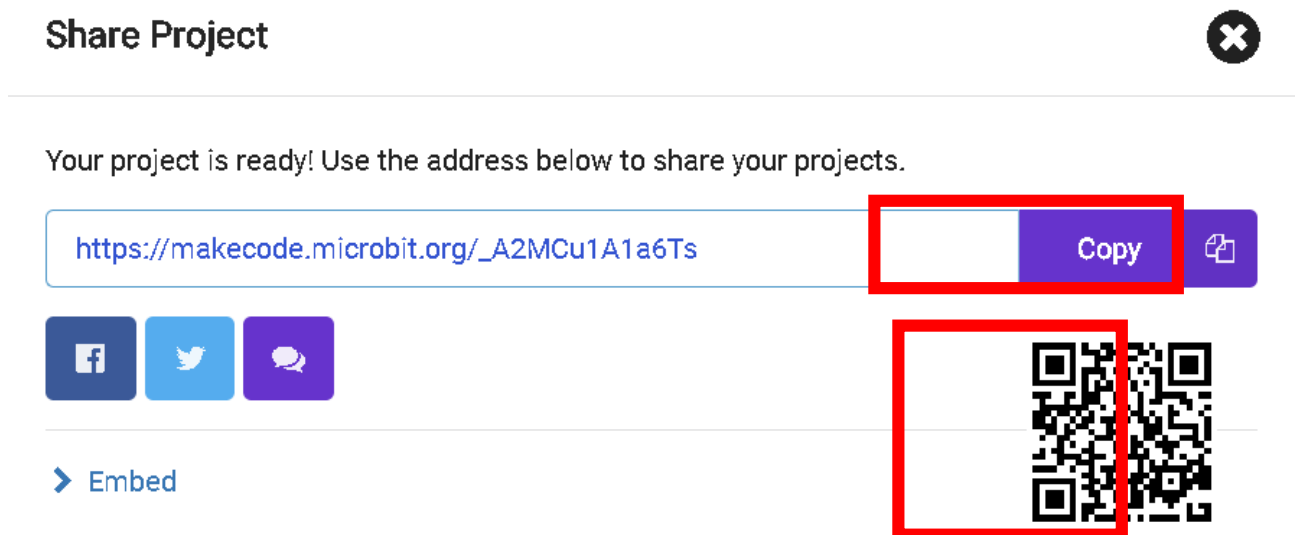 Share Project
Your project is ready! Use the address below to share your projects.
https://makecode.microbit.org/_A2MCu1A1a6Ts
Copy
Embed